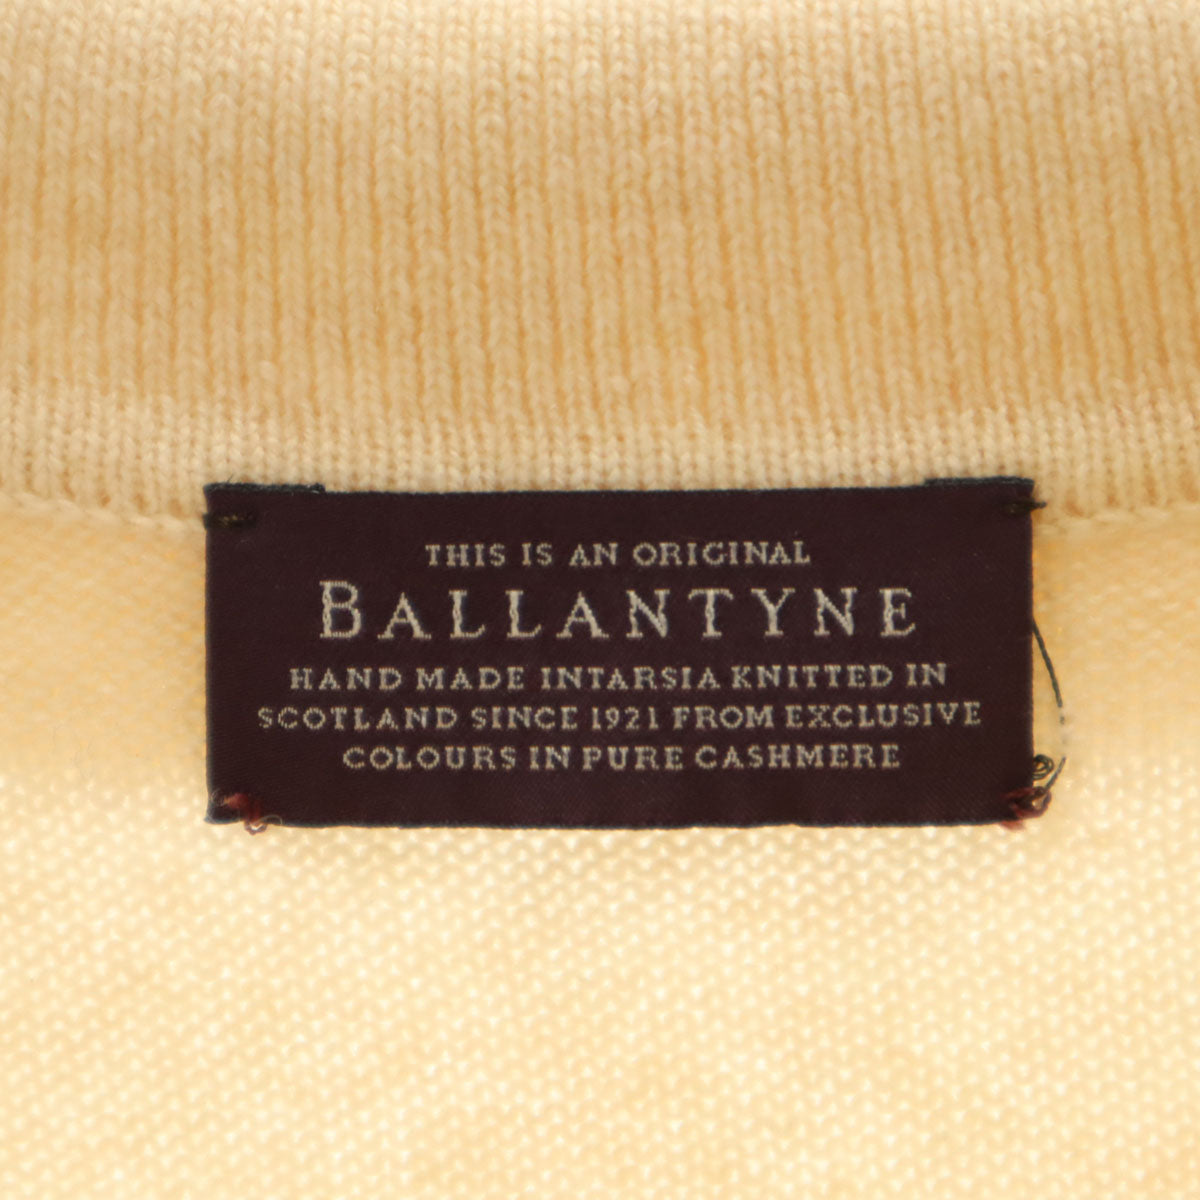 THIS IS AN ORIGINAL
BALLANTYNE
HAND MADE INTARSIA KNITTED IN
SCOTLAND SINCE 1921 FROM EXCLUSIVE
COLOURS IN PURE CASHMERE